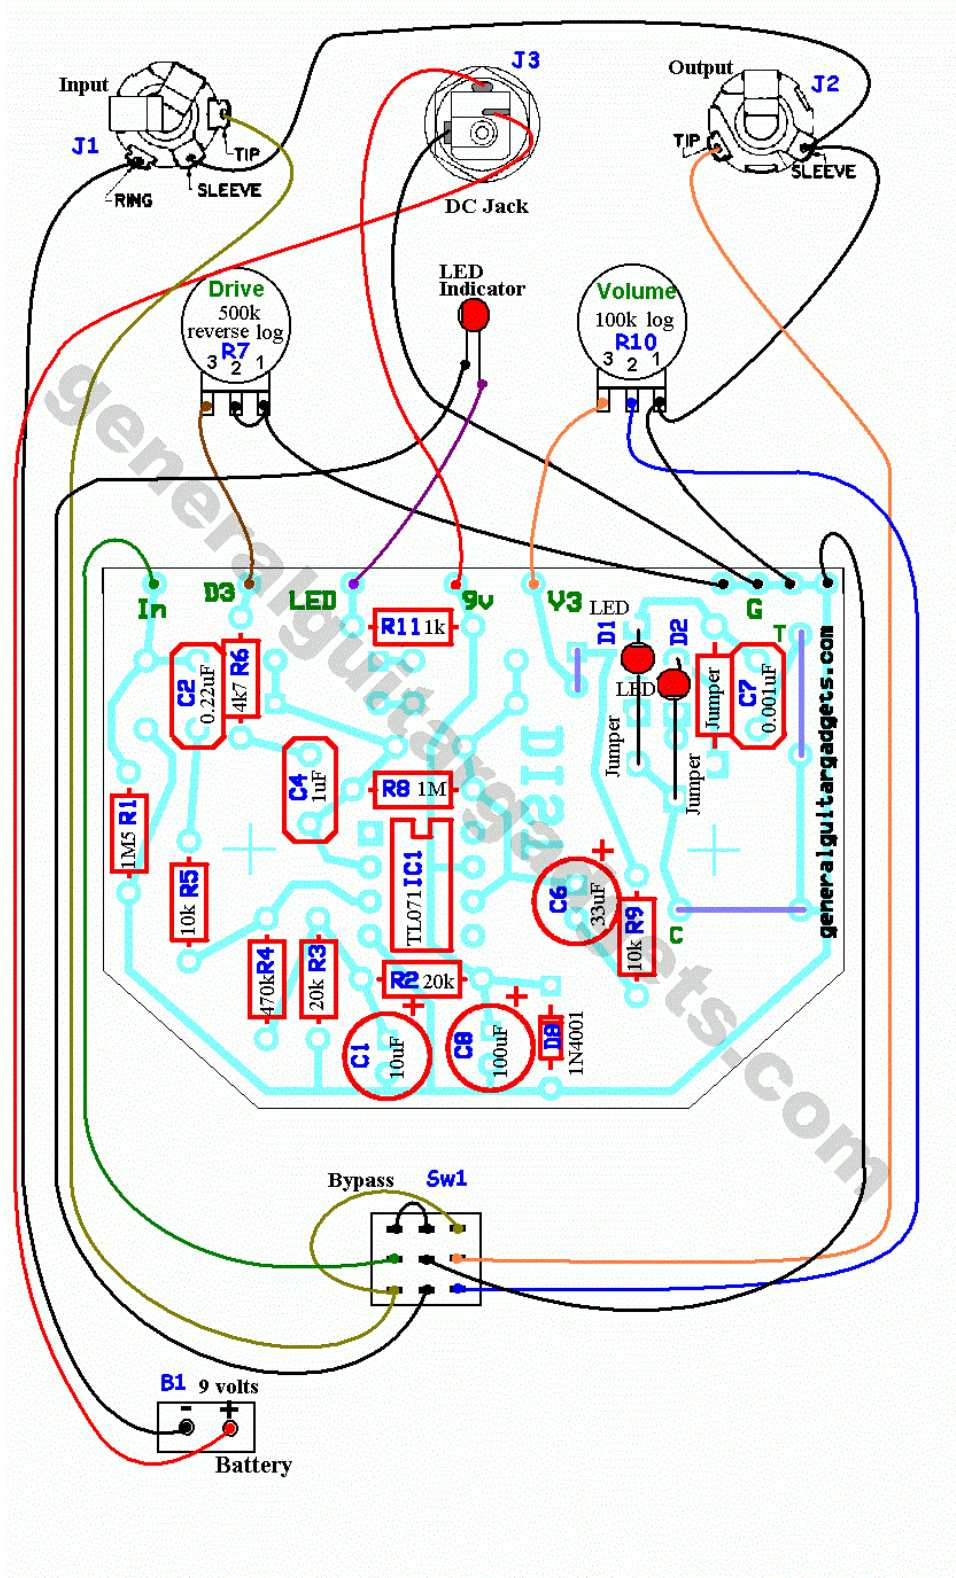 J3
Input
Output
J2
J1
TIP
TIP
SLEEVE
RING
SLEEVE
DC Jack
LED
Indicator
Drive
500k
reverse log
R7
3 2 1
Volume
100k log
R10
3 2 1
generalguitargadgets.com
In
D3
LED
9v
V3
G
T
LED
D1
D2
LED
R11 1k
C2 0.22uF
4k7 R6
Jumper
C7 0.001uF
generalguitargadgets.com
Jumper
Jumper
DIS
C4 1uF
R8 1M
1M5 R1
10k R5
TL071 IC1
+
C6 33uF
10k R9
C
470k R4
20k R3
R2 20k
+
+
C1 10uF
C8 100uF
D8 1N4001
Bypass
Sw1
B1 9 volts
- +
Battery